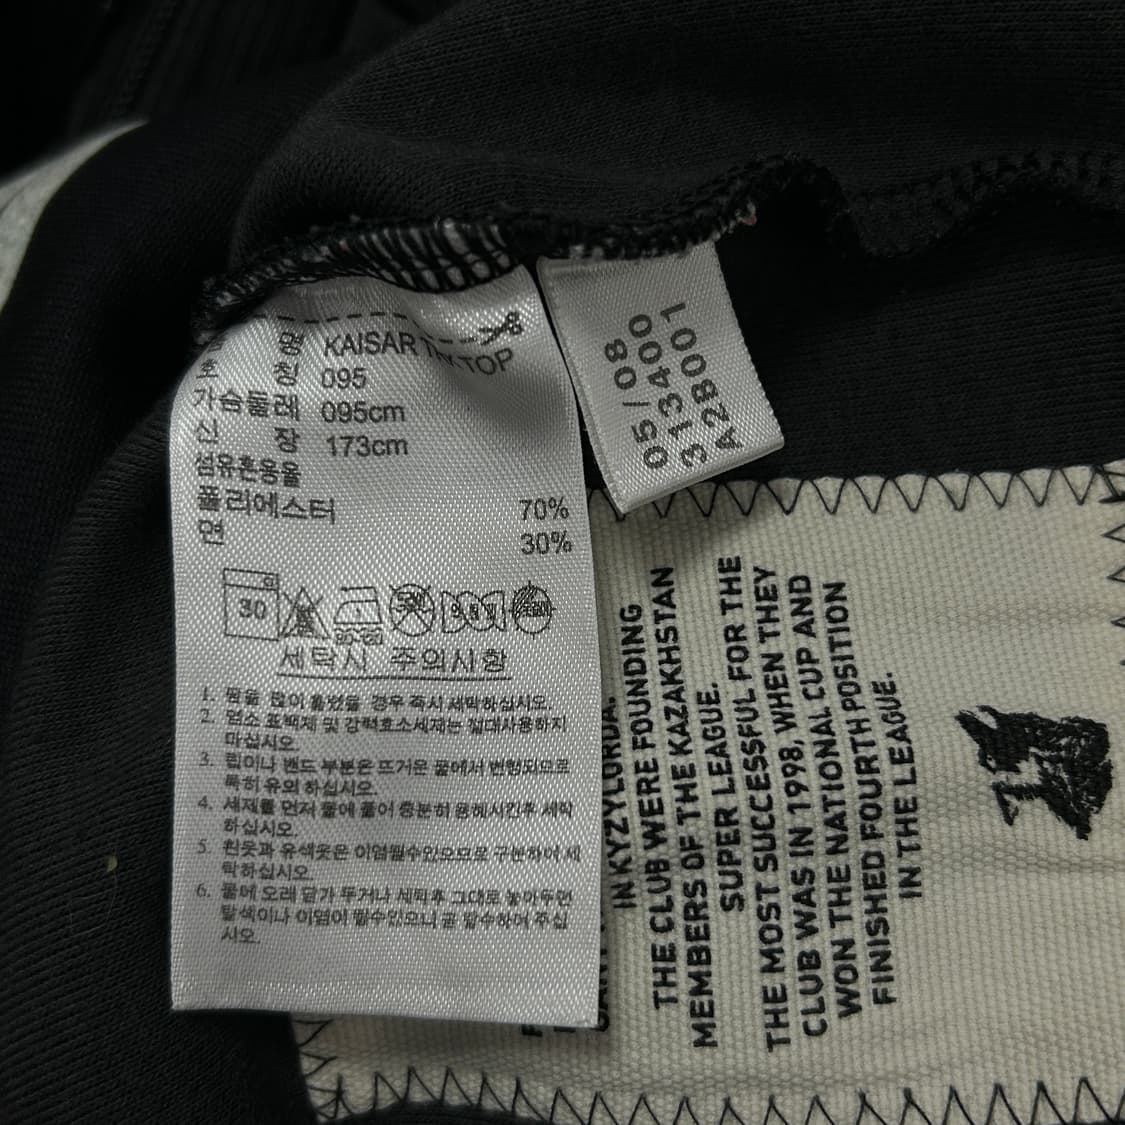 품 명 KAISAR TRK TOP
호 칭 095
가슴둘레 095cm
신 장 173cm
섬유혼용율
폴리에스터 70%
면 30%
30
세탁시 주의사항
1. 땀을 많이 흘렸을 경우 즉시 세탁하십시오.
2. 염소 표백제 및 강력효소세제는 절대사용하지
마십시오.
3. 립이나 밴드 부분은 뜨거운 물에서 변형되므로
특히 유의 하십시오.
4. 세제를 먼저 물에 풀어 충분히 용해시킨후 세탁
하십시오.
5. 흰옷과 유색옷은 이염될수있으므로 구분하여 세
탁하십시오.
6. 물에 오래 담가 두거나 세탁후 그대로 놓아두면
탈색이나 이염이 될수있으니 곧 탈수하여 주십
시오.
05/08
313400
A2B001
IN KYZYLORDA.
THE CLUB WERE FOUNDING
MEMBERS OF THE KAZAKHSTAN
SUPER LEAGUE.
THE MOST SUCCESSFUL FOR THE
CLUB WAS IN 1998, WHEN THEY
WON THE NATIONAL CUP AND
FINISHED FOURTH POSITION
IN THE LEAGUE.